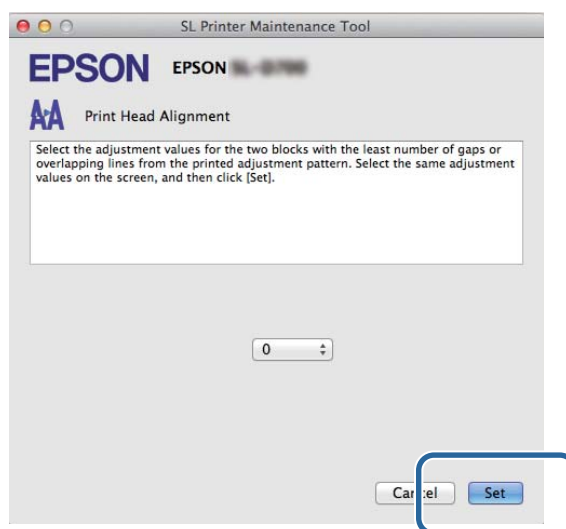 SL Printer Maintenance Tool
EPSON EPSON
Print Head Alignment
Select the adjustment values for the two blocks with the least number of gaps or
overlapping lines from the printed adjustment pattern. Select the same adjustment
values on the screen, and then click [Set].
0
Cancel Set